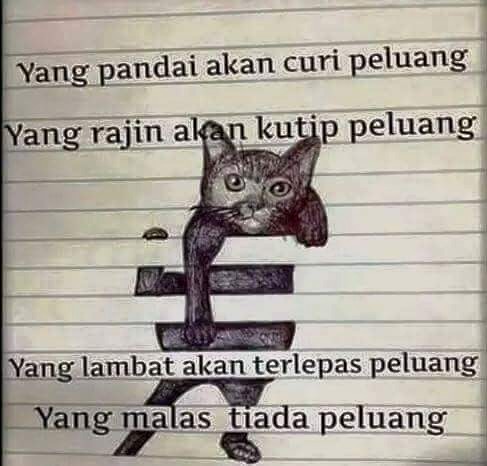 Yang pandai akan curi peluang
Yang rajin akan kutip peluang
Yang lambat akan terlepas peluang
Yang malas tiada peluang